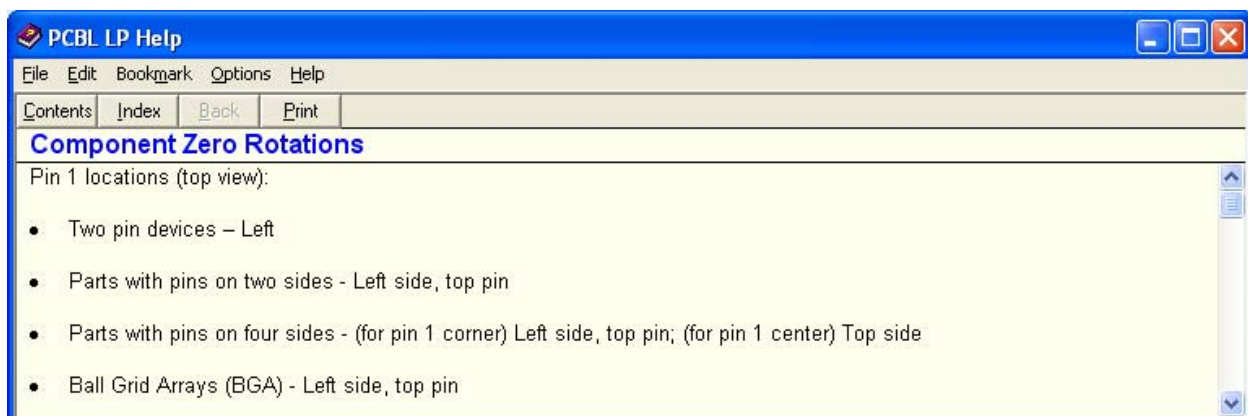 PCBL LP Help
File Edit Bookmark Options Help
Contents Index Back Print
Component Zero Rotations
Pin 1 locations (top view):
• Two pin devices – Left
• Parts with pins on two sides - Left side, top pin
• Parts with pins on four sides - (for pin 1 corner) Left side, top pin; (for pin 1 center) Top side
• Ball Grid Arrays (BGA) - Left side, top pin